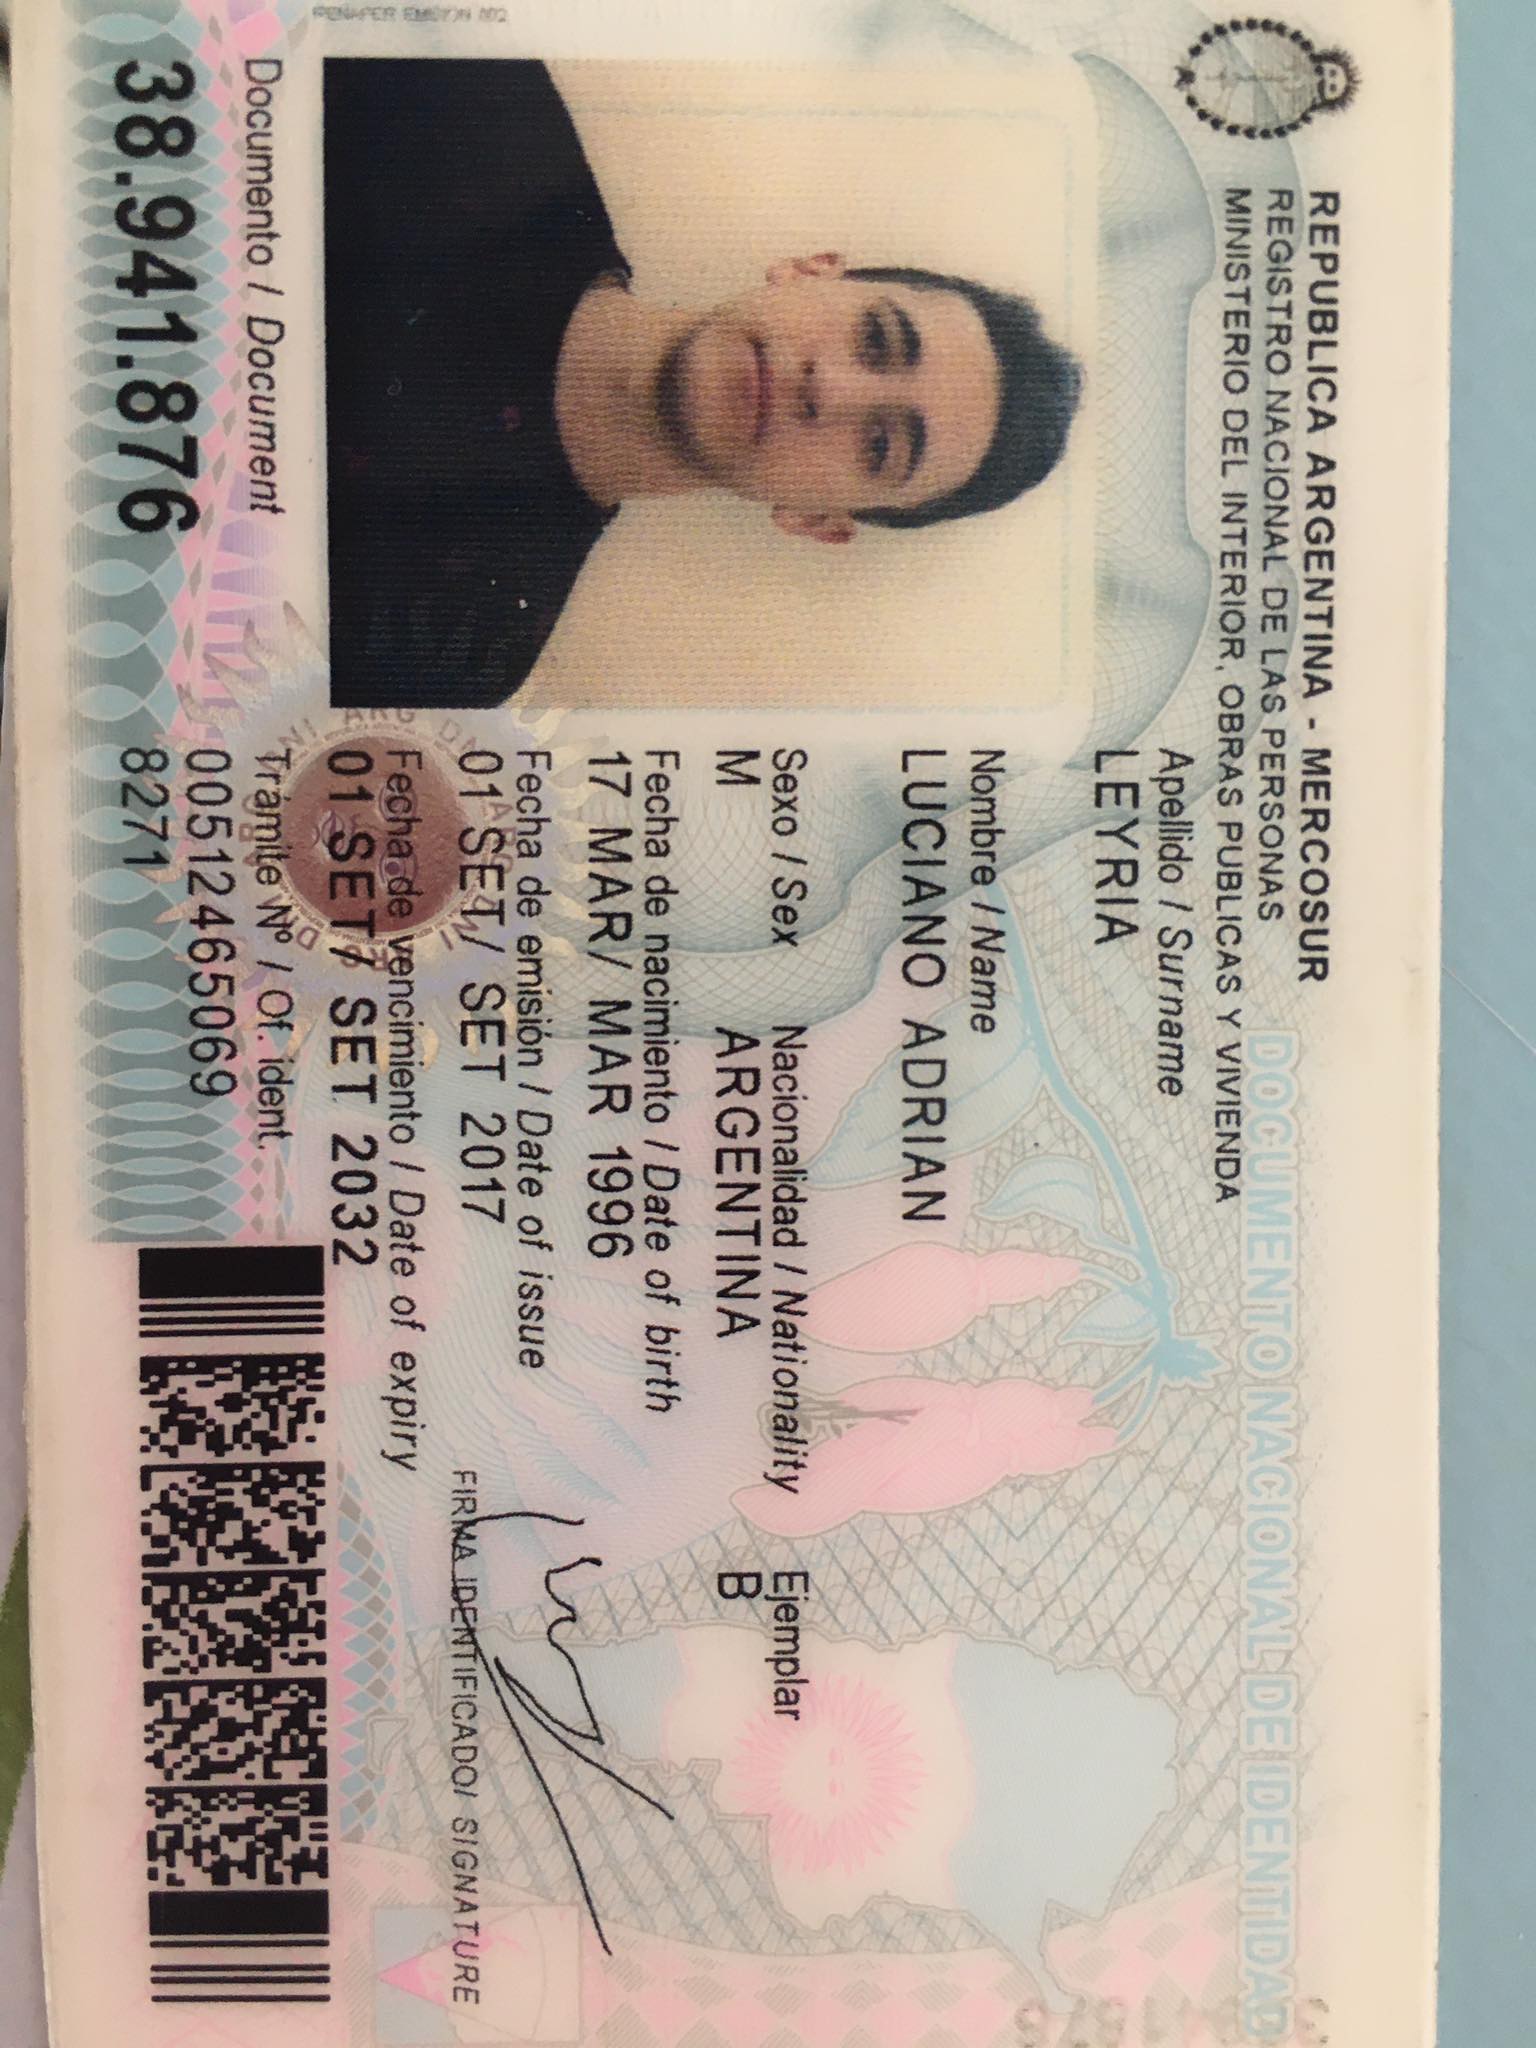 REPUBLICA ARGENTINA - MERCOSUR
REGISTRO NACIONAL DE LAS PERSONAS
MINISTERIO DEL INTERIOR, OBRAS PUBLICAS Y VIVIENDA
DOCUMENTO NACIONAL DE IDENTIDAD
Apellido / Surname
LEYRIA
Nombre / Name
LUCIANO ADRIAN
Sexo / Sex Nacionalidad / Nationality Ejemplar
M ARGENTINA B
Fecha de nacimiento / Date of birth
17 MAR/ MAR 1996
Fecha de emisión / Date of issue
01 SET/ SET 2017
Fecha de vencimiento / Date of expiry
01 SET/ SET 2032
FIRMA IDENTIFICADO/ SIGNATURE
Documento / Document
38.941.876
Trámite Nº / Of. ident.
00512465069
8271